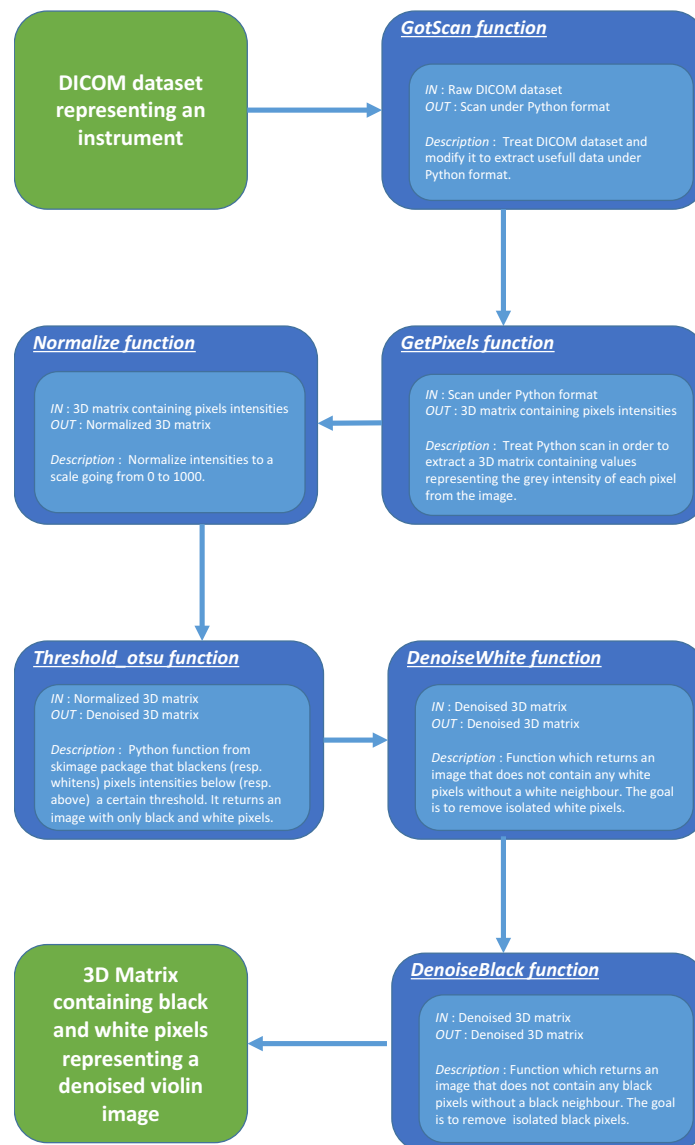 DICOM dataset
representing an
instrument
GotScan function
IN : Raw DICOM dataset
OUT : Scan under Python format
Description : Treat DICOM dataset and
modify it to extract usefull data under
Python format.
GetPixels function
IN : Scan under Python format
OUT : 3D matrix containing pixels intensities
Description : Treat Python scan in order to
extract a 3D matrix containing values
representing the grey intensity of each pixel
from the image.
Normalize function
IN : 3D matrix containing pixels intensities
OUT : Normalized 3D matrix
Description : Normalize intensities to a
scale going from 0 to 1000.
Threshold_otsu function
IN : Normalized 3D matrix
OUT : Denoised 3D matrix
Description : Python function from
skimage package that blackens (resp.
whitens) pixels intensities below (resp.
above) a certain threshold. It returns an
image with only black and white pixels.
DenoiseWhite function
IN : Denoised 3D matrix
OUT : Denoised 3D matrix
Description : Function which returns an
image that does not contain any white
pixels without a white neighbour. The goal
is to remove isolated white pixels.
DenoiseBlack function
IN : Denoised 3D matrix
OUT : Denoised 3D matrix
Description : Function which returns an
image that does not contain any black
pixels without a black neighbour. The goal
is to remove isolated black pixels.
3D Matrix
containing black
and white pixels
representing a
denoised violin
image